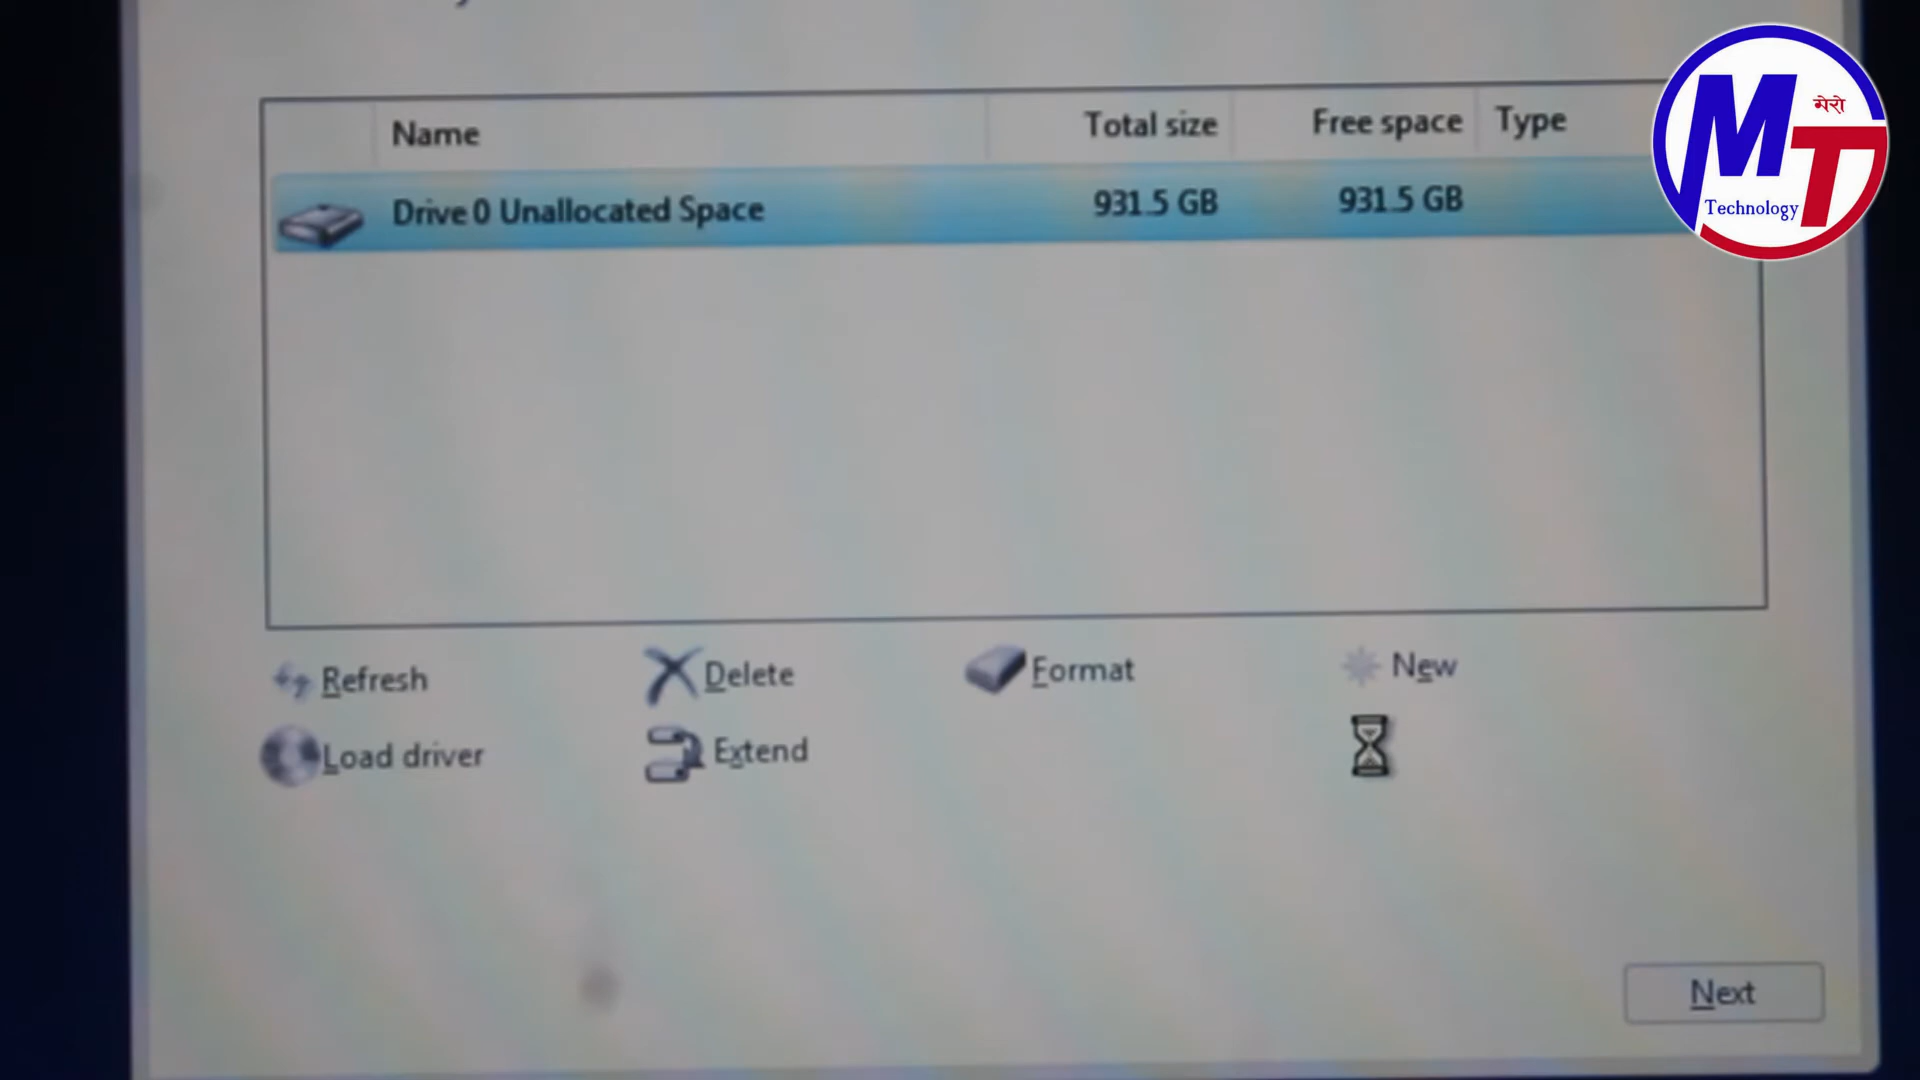 Name Total size Free space Type
Drive 0 Unallocated Space 931.5 GB 931.5 GB
Refresh Delete Format New
Load driver Extend
Next
M मेरो
T
Technology